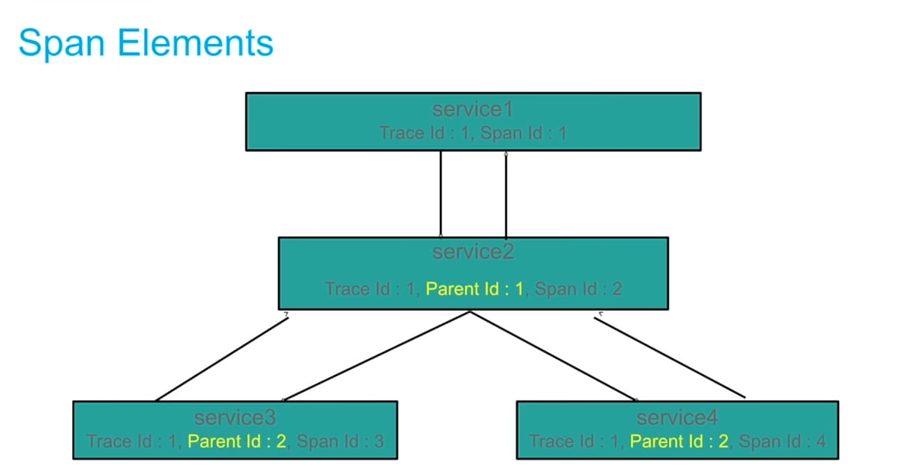 Span Elements
service1
Trace Id : 1, Span Id : 1
service2
Trace Id : 1, Parent Id : 1, Span Id : 2
service3
Trace Id : 1, Parent Id : 2, Span Id : 3
service4
Trace Id : 1, Parent Id : 2, Span Id : 4